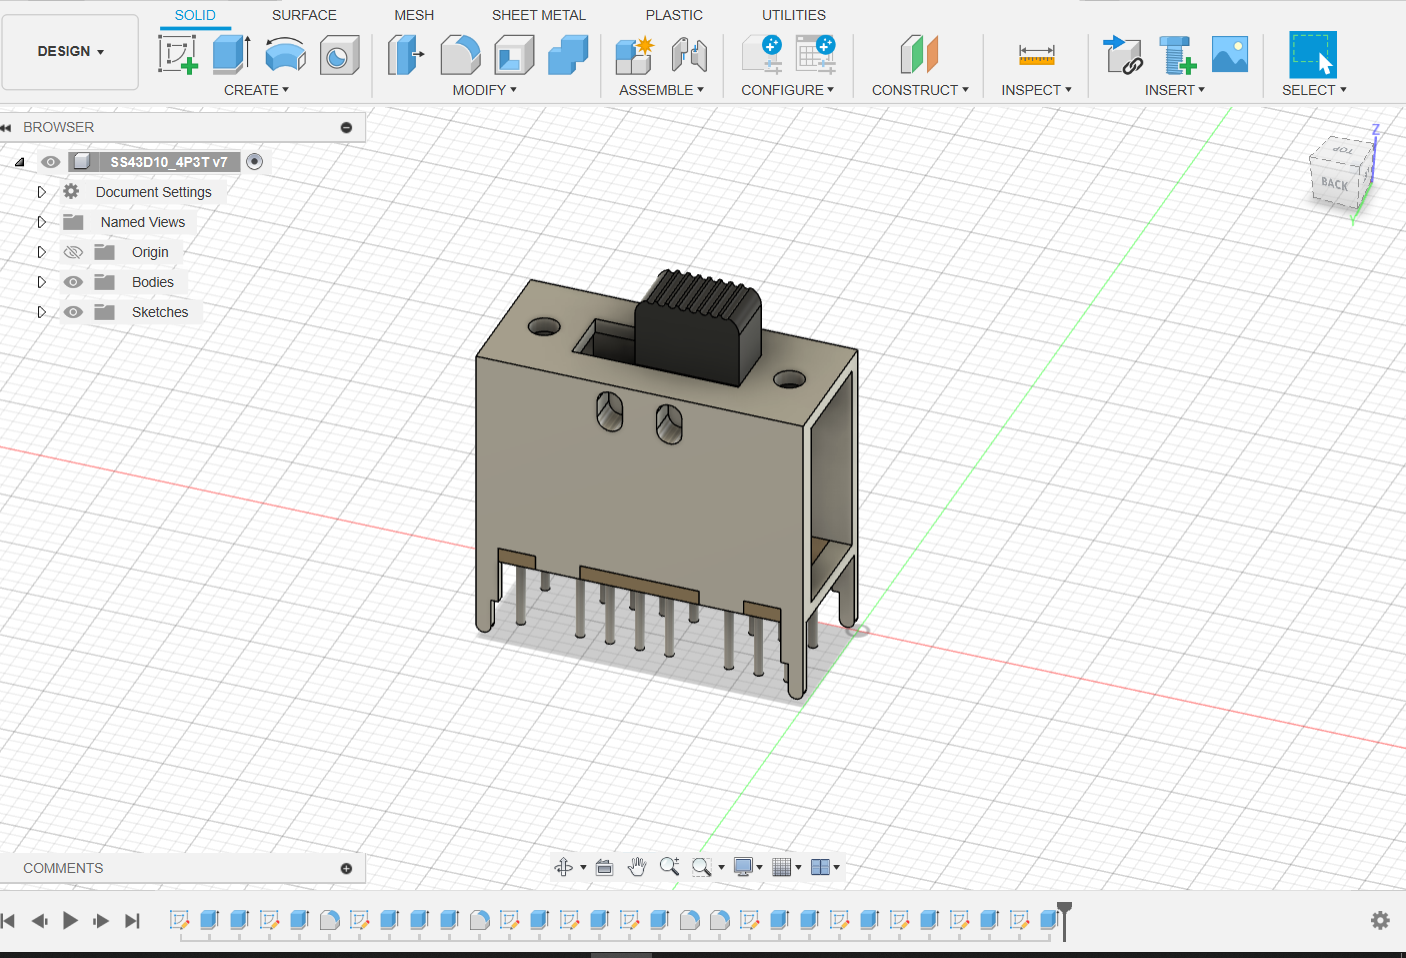 SOLID SURFACE MESH SHEET METAL PLASTIC UTILITIES
DESIGN
CREATE MODIFY ASSEMBLE CONFIGURE CONSTRUCT INSPECT INSERT SELECT
BROWSER
SS43D10_4P3T v7
Document Settings
Named Views
Origin
Bodies
Sketches
Z
TOP
BACK
Y
COMMENTS